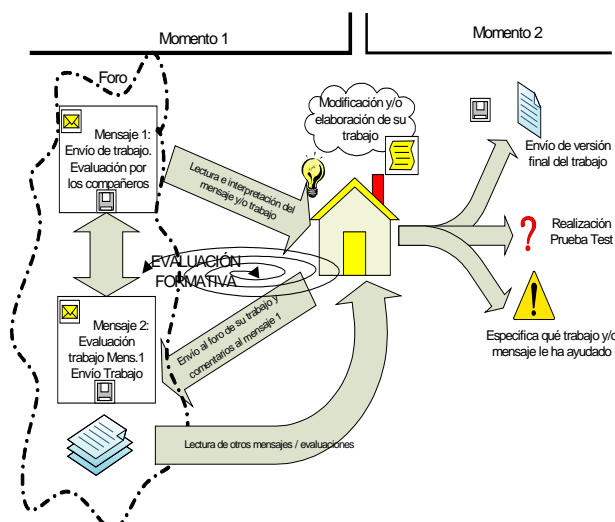 Momento 1
Momento 2
Foro
Mensaje 1:
Envío de trabajo.
Evaluación por
los compañeros
Modificación y/o
elaboración de su
trabajo
Lectura e interpretación del
mensaje y/o trabajo
Envío de versión
final del trabajo
Realización
Prueba Test
EVALUACIÓN
FORMATIVA
Mensaje 2:
Evaluación
trabajo Mens.1
Envío Trabajo
Envío al foro de su trabajo y
comentarios al mensaje 1
Especifica qué trabajo y/o
mensaje le ha ayudado
Lectura de otros mensajes / evaluaciones